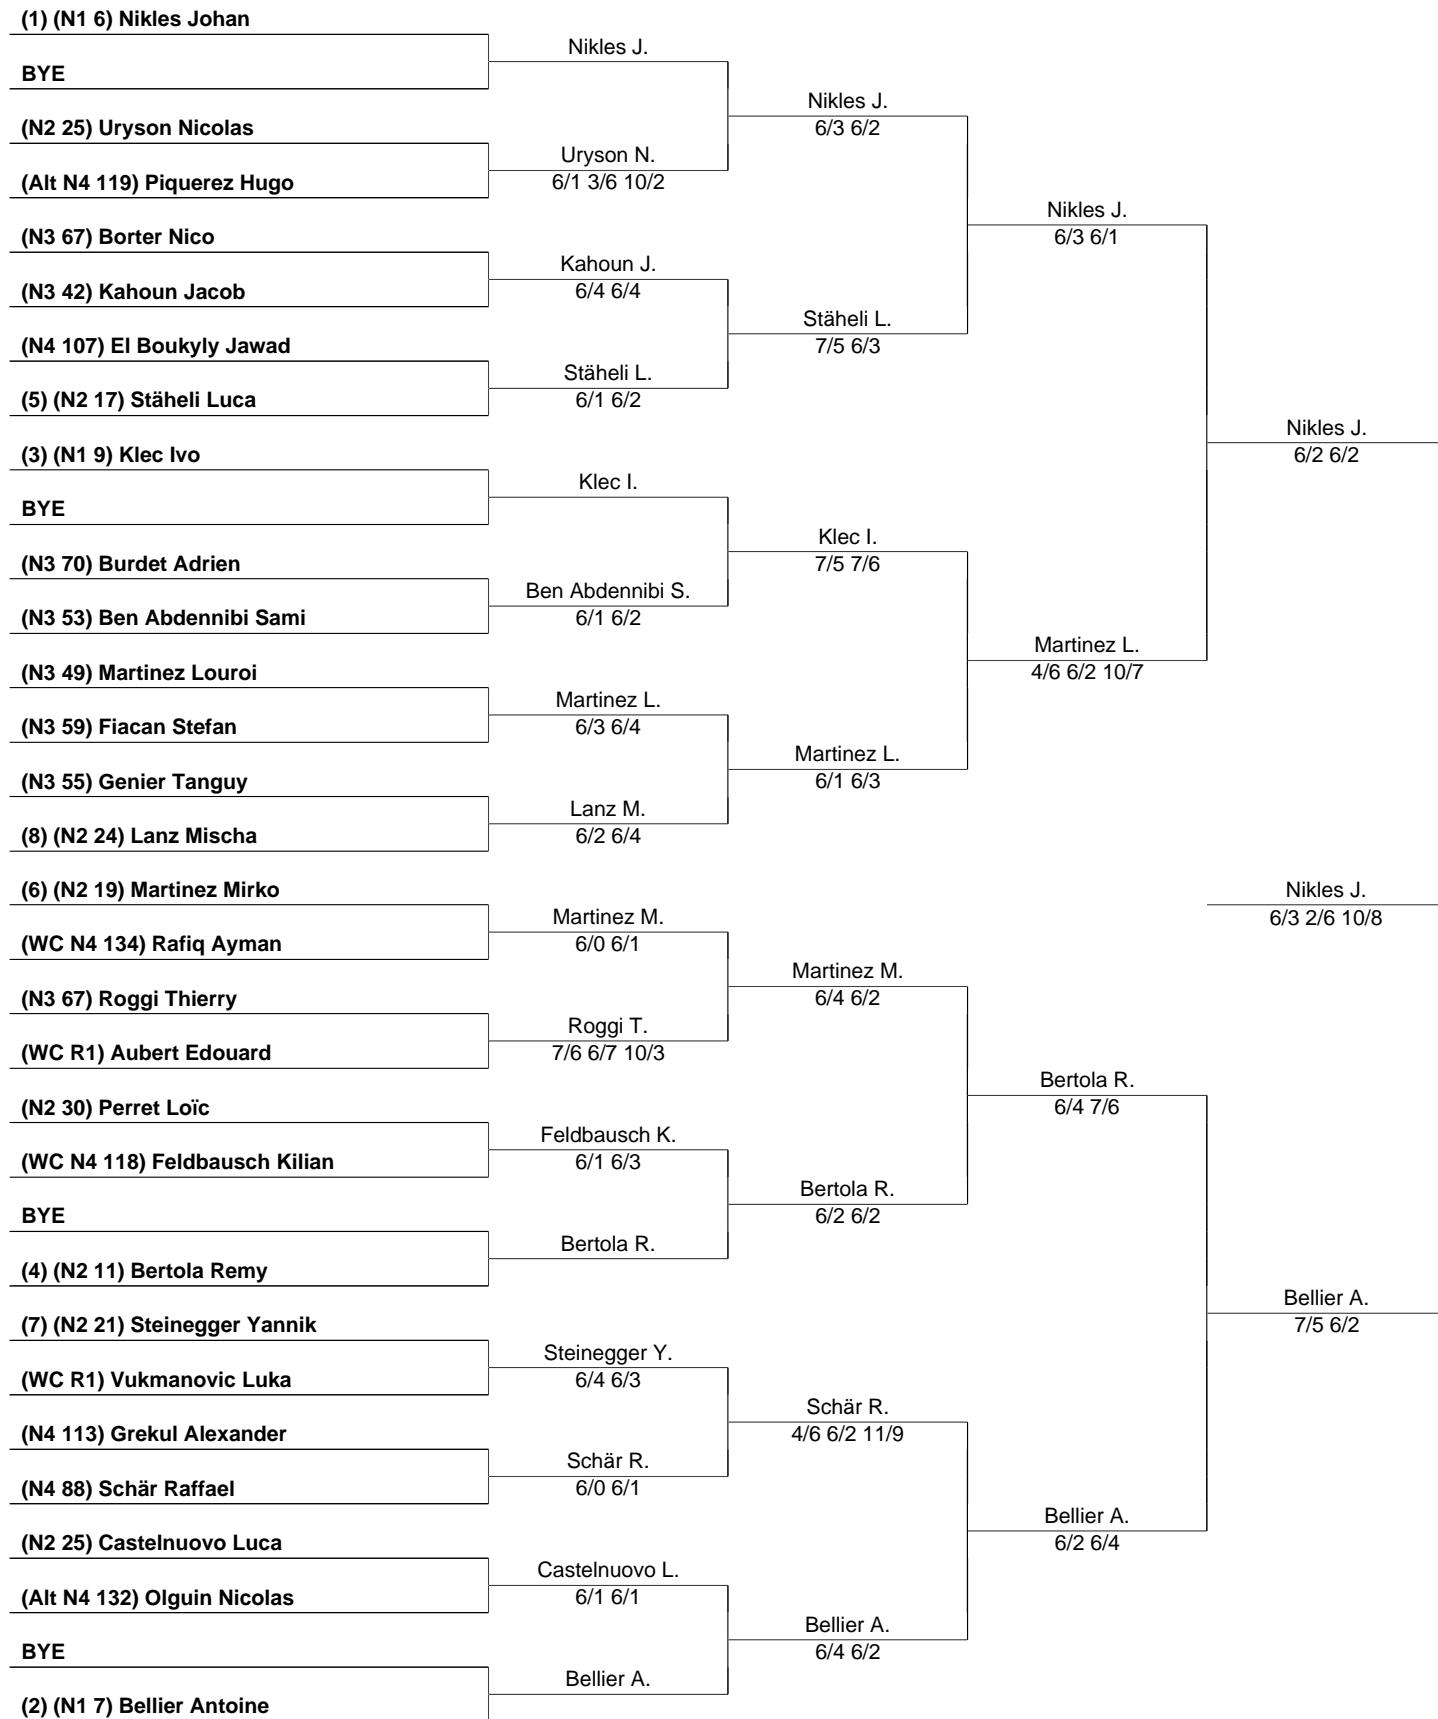 (1) (N1 6) Nikles Johan
Nikles J.
BYE
Nikles J.
6/3 6/2
(N2 25) Uryson Nicolas
Uryson N.
6/1 3/6 10/2
(Alt N4 119) Piquerez Hugo
Nikles J.
6/3 6/1
(N3 67) Borter Nico
Kahoun J.
6/4 6/4
(N3 42) Kahoun Jacob
Stäheli L.
7/5 6/3
(N4 107) El Boukyly Jawad
Stäheli L.
6/1 6/2
(5) (N2 17) Stäheli Luca
Nikles J.
6/2 6/2
(3) (N1 9) Klec Ivo
Klec I.
BYE
Klec I.
7/5 7/6
(N3 70) Burdet Adrien
Ben Abdennibi S.
6/1 6/2
(N3 53) Ben Abdennibi Sami
Martinez L.
4/6 6/2 10/7
(N3 49) Martinez Louroi
Martinez L.
6/3 6/4
(N3 59) Fiacan Stefan
Martinez L.
6/1 6/3
(N3 55) Genier Tanguy
Lanz M.
6/2 6/4
(8) (N2 24) Lanz Mischa
(6) (N2 19) Martinez Mirko
Nikles J.
6/3 2/6 10/8
Martinez M.
6/0 6/1
(WC N4 134) Rafiq Ayman
Martinez M.
6/4 6/2
(N3 67) Roggi Thierry
Roggi T.
7/6 6/7 10/3
(WC R1) Aubert Edouard
Bertola R.
6/4 7/6
(N2 30) Perret Loïc
Feldbausch K.
6/1 6/3
(WC N4 118) Feldbausch Kilian
Bertola R.
6/2 6/2
BYE
Bertola R.
(4) (N2 11) Bertola Remy
Bellier A.
7/5 6/2
(7) (N2 21) Steinegger Yannik
Steinegger Y.
6/4 6/3
(WC R1) Vukmanovic Luka
Schär R.
4/6 6/2 11/9
(N4 113) Grekul Alexander
Schär R.
6/0 6/1
(N4 88) Schär Raffael
Bellier A.
6/2 6/4
(N2 25) Castelnuovo Luca
Castelnuovo L.
6/1 6/1
(Alt N4 132) Olguin Nicolas
Bellier A.
6/4 6/2
BYE
Bellier A.
(2) (N1 7) Bellier Antoine